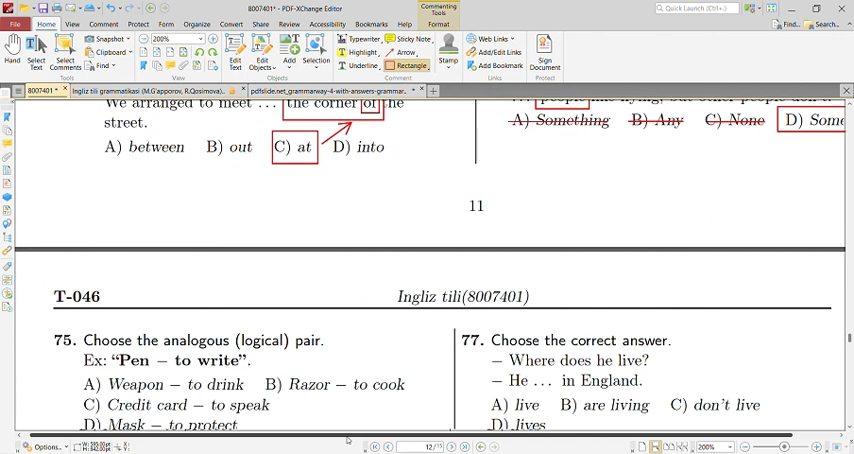 8007401* - PDF-XChange Editor
Commenting Tools
Quick Launch (Ctrl+.)
File Home View Comment Protect Form Organize Convert Share Review Accessibility Bookmarks Help Format
Find... Search...
Hand Select Text Select Comments Snapshot Clipboard Find
200%
Edit Text Edit Objects Add Selection
Typewriter Highlight Underline Sticky Note Arrow Rectangle Stamp
Web Links Add/Edit Links Add Bookmark
Sign Document
Tools View Objects Comment Links Protection
8007401 * Ingliz tili grammatikasi (M.G'apporov, R.Qosimova).. pdfslide.net_grammarway-4-with-answers-grammar... *
We arranged to meet ... the corner of the
street.
A) between B) out C) at D) into
A) Something B) Any C) None D) Some
11
T-046 Ingliz tili(8007401)
75. Choose the analogous (logical) pair.
Ex: “Pen − to write”.
A) Weapon − to drink B) Razor − to cook
C) Credit card − to speak
D) Mask − to protect
77. Choose the correct answer.
− Where does he live?
− He ... in England.
A) live B) are living C) don't live
D) lives
Options...
12/15
200%